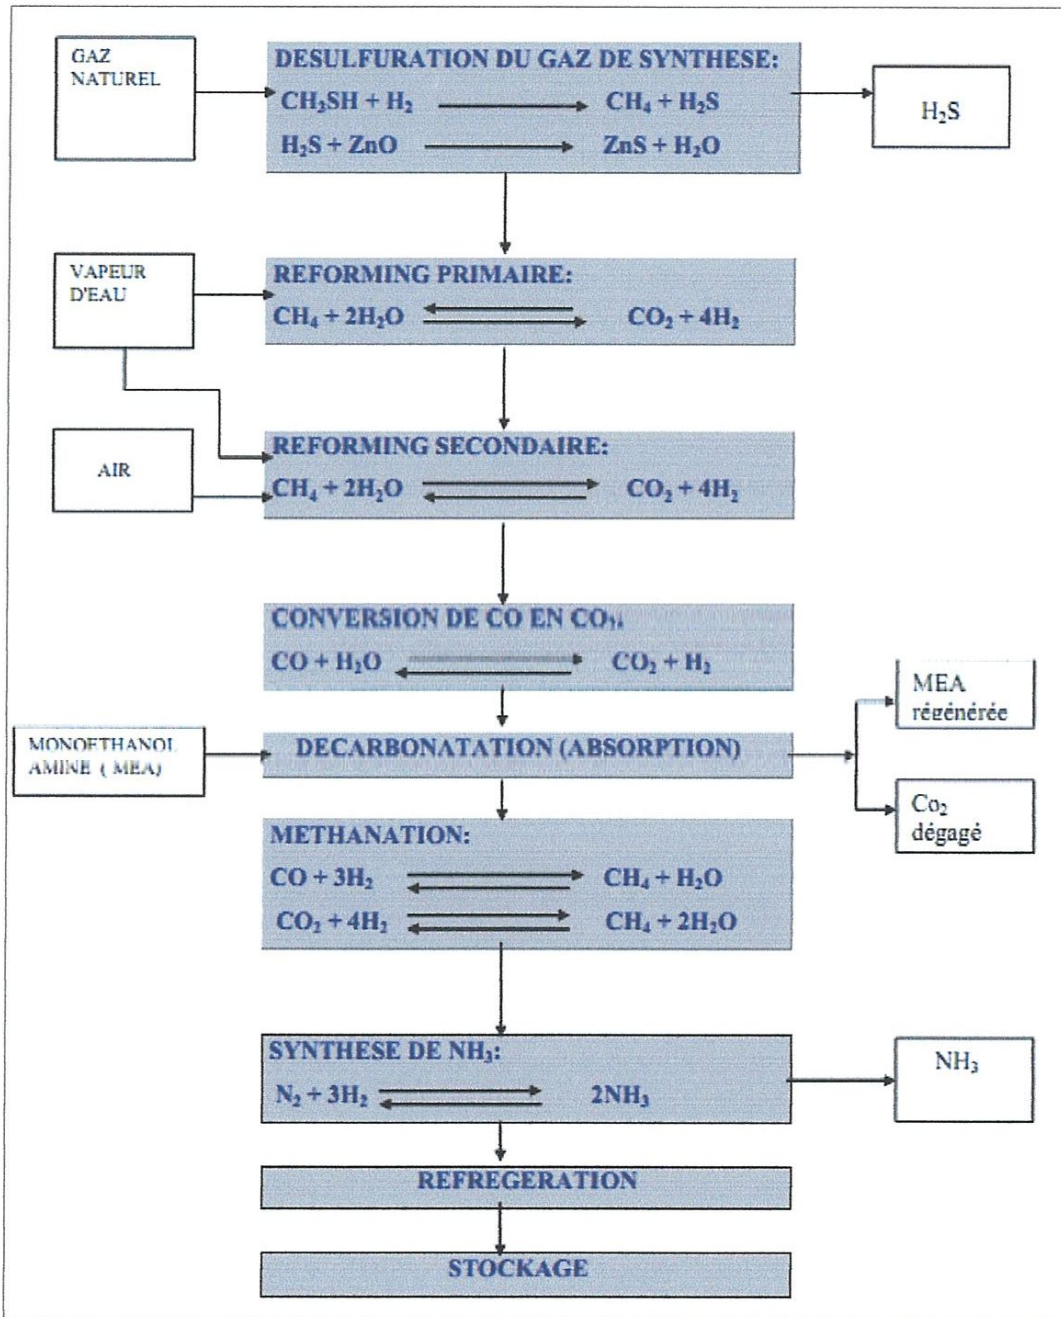 GAZ
NATUREL
DESULFURATION DU GAZ DE SYNTHESE:
CH₂SH + H₂ CH₄ + H₂S
H₂S + ZnO ZnS + H₂O
H₂S
VAPEUR
D'EAU
REFORMING PRIMAIRE:
CH₄ + 2H₂O CO₂ + 4H₂
AIR
REFORMING SECONDAIRE:
CH₄ + 2H₂O CO₂ + 4H₂
CONVERSION DE CO EN
CO + H₂O CO₂ + H₂
MONOETHANOL
AMINE ( MEA)
DECARBONATATION (ABSORPTION)
MEA
régénérée
Co₂
dégagé
METHANATION:
CO + 3H₂ CH₄ + H₂O
CO₂ + 4H₂ CH₄ + 2H₂O
SYNTHESE DE NH₃:
N₂ + 3H₂ 2NH₃
NH₃
REFREGERATION
STOCKAGE